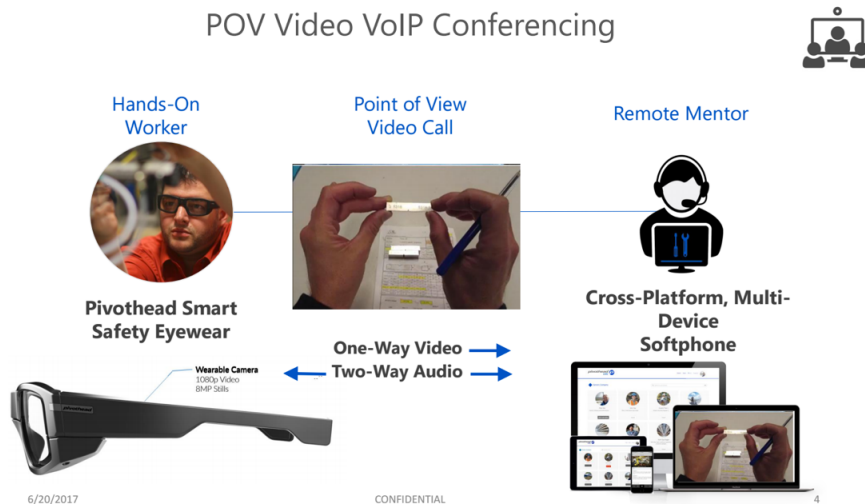 POV Video VoIP Conferencing
Hands-On
Worker
Point of View
Video Call
Remote Mentor
Pivothead Smart
Safety Eyewear
Cross-Platform, Multi-
Device
Softphone
One-Way Video
Two-Way Audio
Wearable Camera
1080p Video
8MP Stills
6/20/2017
CONFIDENTIAL
4